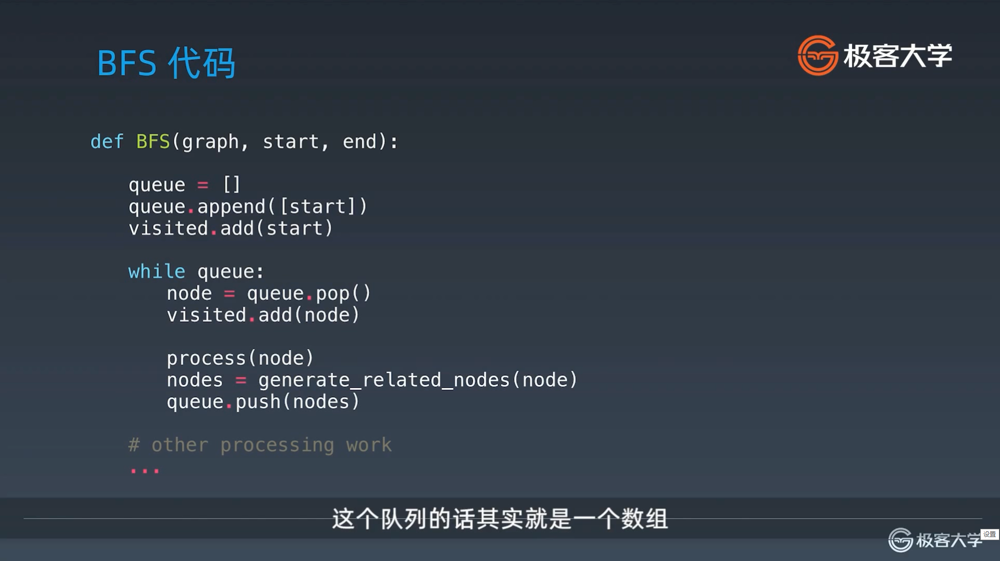 BFS 代码
极客大学
def BFS(graph, start, end):
queue = []
queue.append([start])
visited.add(start)
while queue:
node = queue.pop()
visited.add(node)
process(node)
nodes = generate_related_nodes(node)
queue.push(nodes)
# other processing work
...
这个队列的话其实就是一个数组
极客大学
设置